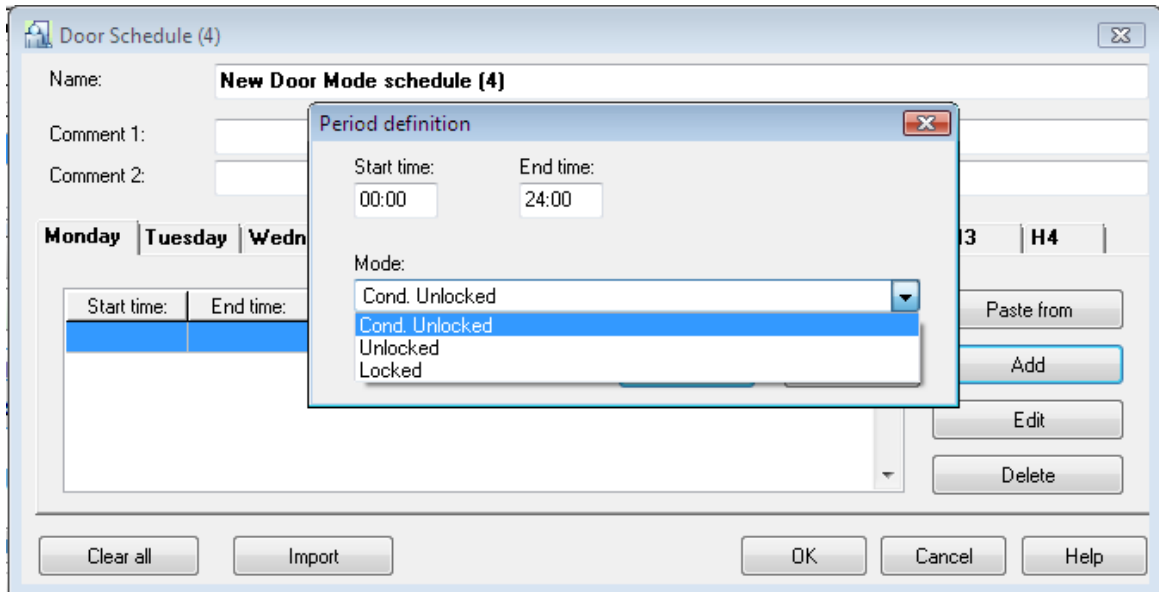 Door Schedule (4)
Name: New Door Mode schedule (4)
Period definition
Comment 1:
Start time: End time:
Comment 2:
00:00 24:00
Monday Tuesday Wedn H4
Mode:
Cond. Unlocked
Start time: End time: Paste from
Cond. Unlocked
Unlocked
Locked
Add
Edit
Delete
Clear all Import OK Cancel Help